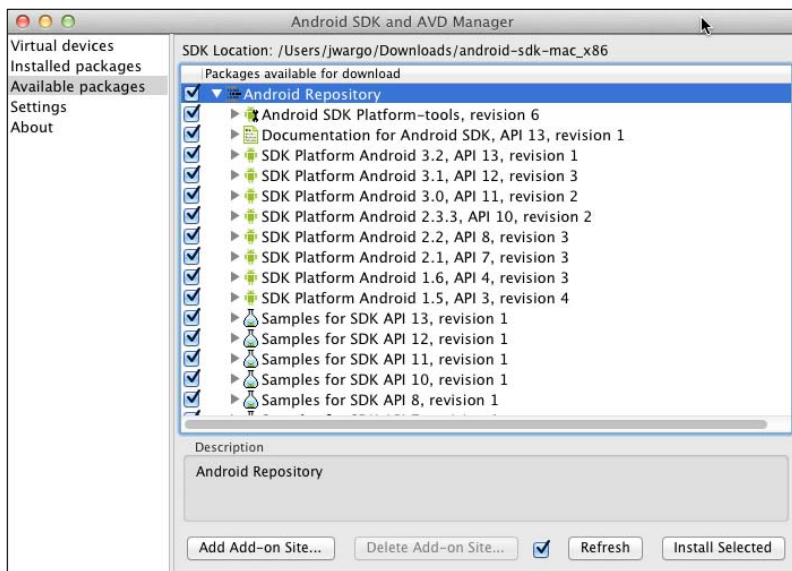 Android SDK and AVD Manager
Virtual devices
Installed packages
Available packages
Settings
About
SDK Location: /Users/jwargo/Downloads/android-sdk-mac_x86
Packages available for download
Android Repository
Android SDK Platform-tools, revision 6
Documentation for Android SDK, API 13, revision 1
SDK Platform Android 3.2, API 13, revision 1
SDK Platform Android 3.1, API 12, revision 3
SDK Platform Android 3.0, API 11, revision 2
SDK Platform Android 2.3.3, API 10, revision 2
SDK Platform Android 2.2, API 8, revision 3
SDK Platform Android 2.1, API 7, revision 3
SDK Platform Android 1.6, API 4, revision 3
SDK Platform Android 1.5, API 3, revision 4
Samples for SDK API 13, revision 1
Samples for SDK API 12, revision 1
Samples for SDK API 11, revision 1
Samples for SDK API 10, revision 1
Samples for SDK API 8, revision 1
Description
Android Repository
Add Add-on Site...
Delete Add-on Site...
Refresh
Install Selected